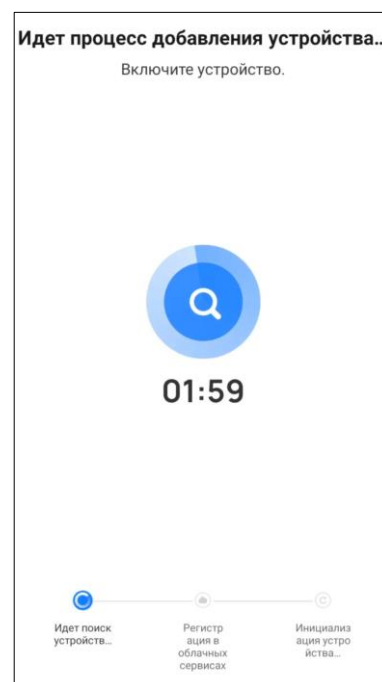 Идет процесс добавления устройства..
Включите устройство.
01:59
Идет поиск
устройств...
Регистр
ация в
облачных
сервисах
Инициализ
ация устро
йства...